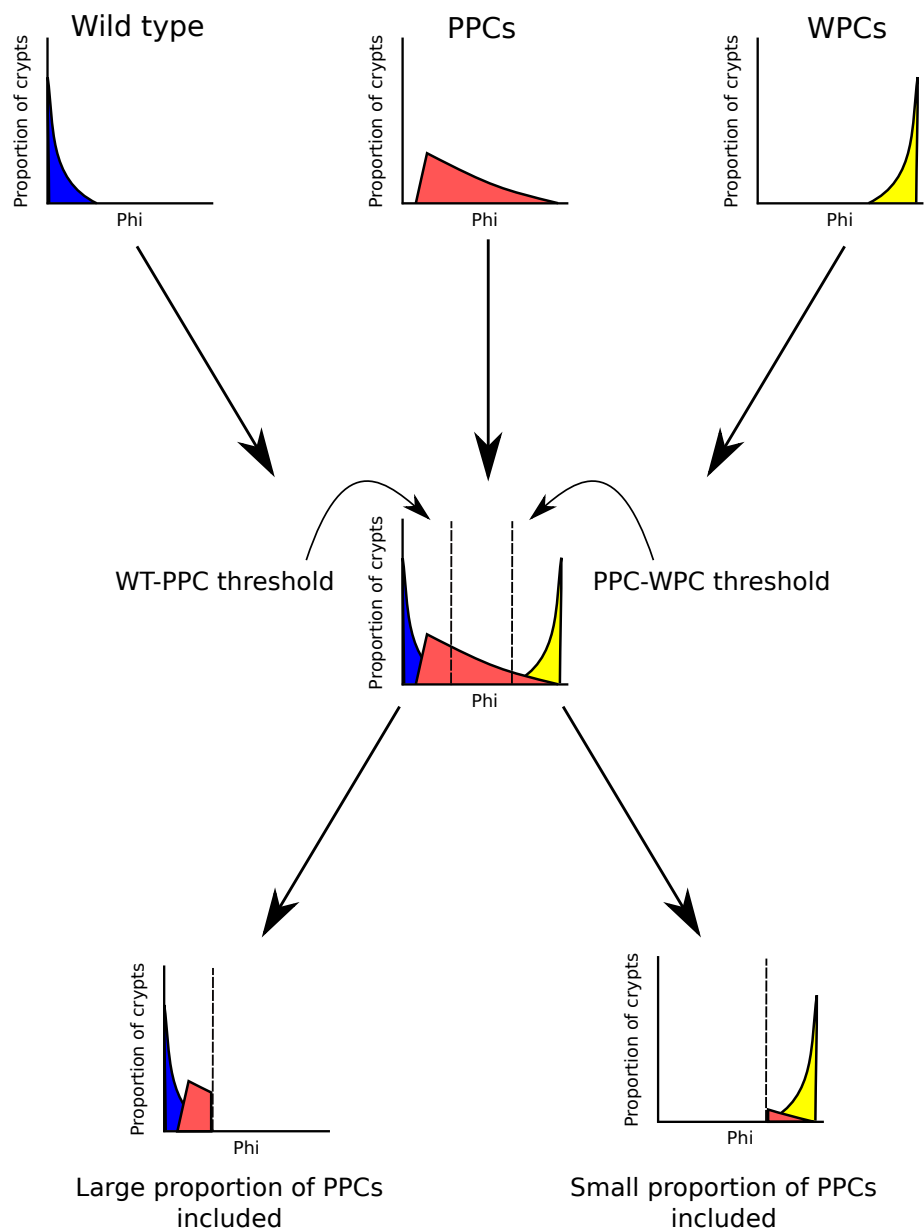 Wild type
PPCs
WPCs
Proportion of crypts
Phi
Proportion of crypts
Phi
Proportion of crypts
Phi
WT-PPC threshold
PPC-WPC threshold
Proportion of crypts
Phi
Proportion of crypts
Phi
Proportion of crypts
Phi
Large proportion of PPCs
included
Small proportion of PPCs
included